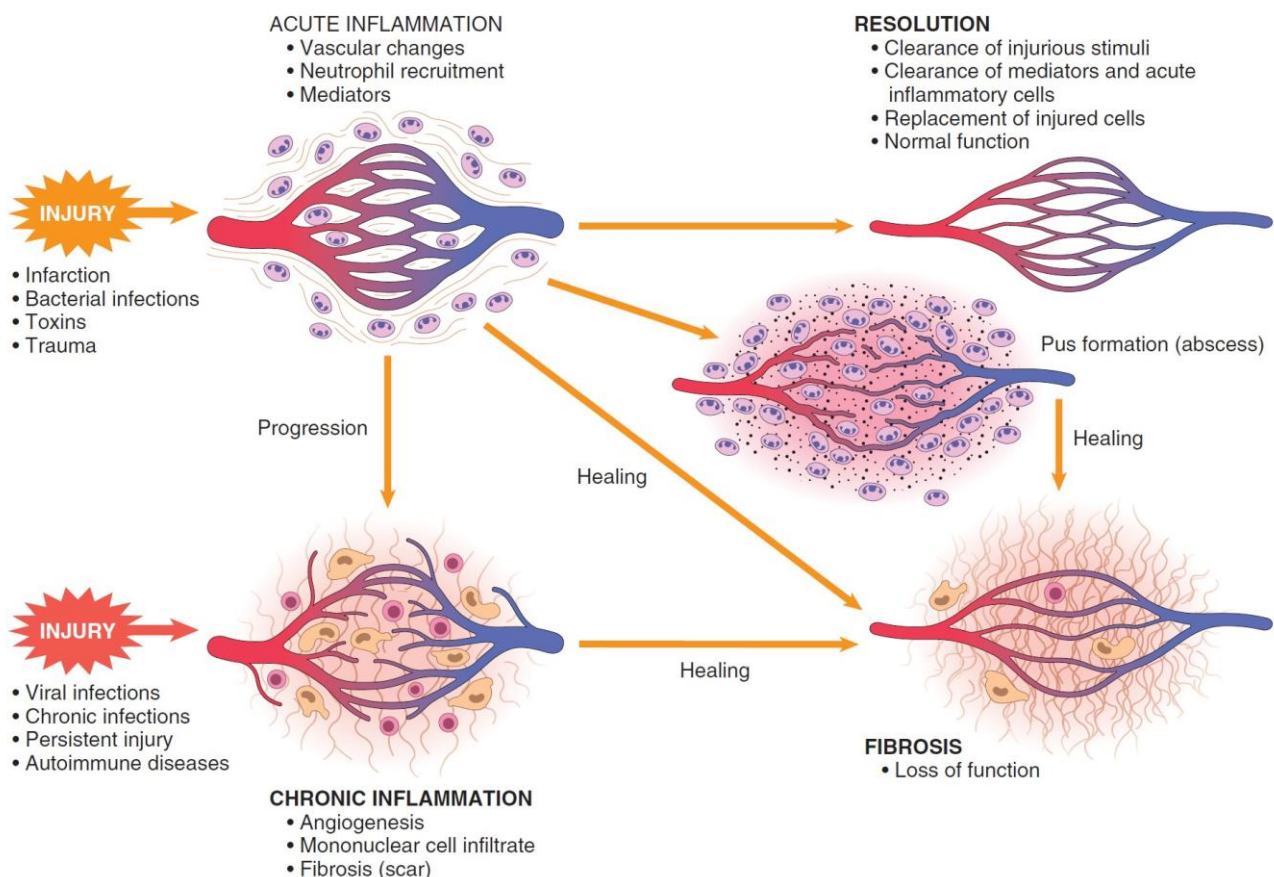 ACUTE INFLAMMATION
• Vascular changes
• Neutrophil recruitment
• Mediators
RESOLUTION
• Clearance of injurious stimuli
• Clearance of mediators and acute
inflammatory cells
• Replacement of injured cells
• Normal function
INJURY
• Infarction
• Bacterial infections
• Toxins
• Trauma
Pus formation (abscess)
Progression
Healing
Healing
INJURY
• Viral infections
• Chronic infections
• Persistent injury
• Autoimmune diseases
Healing
CHRONIC INFLAMMATION
• Angiogenesis
• Mononuclear cell infiltrate
• Fibrosis (scar)
FIBROSIS
• Loss of function